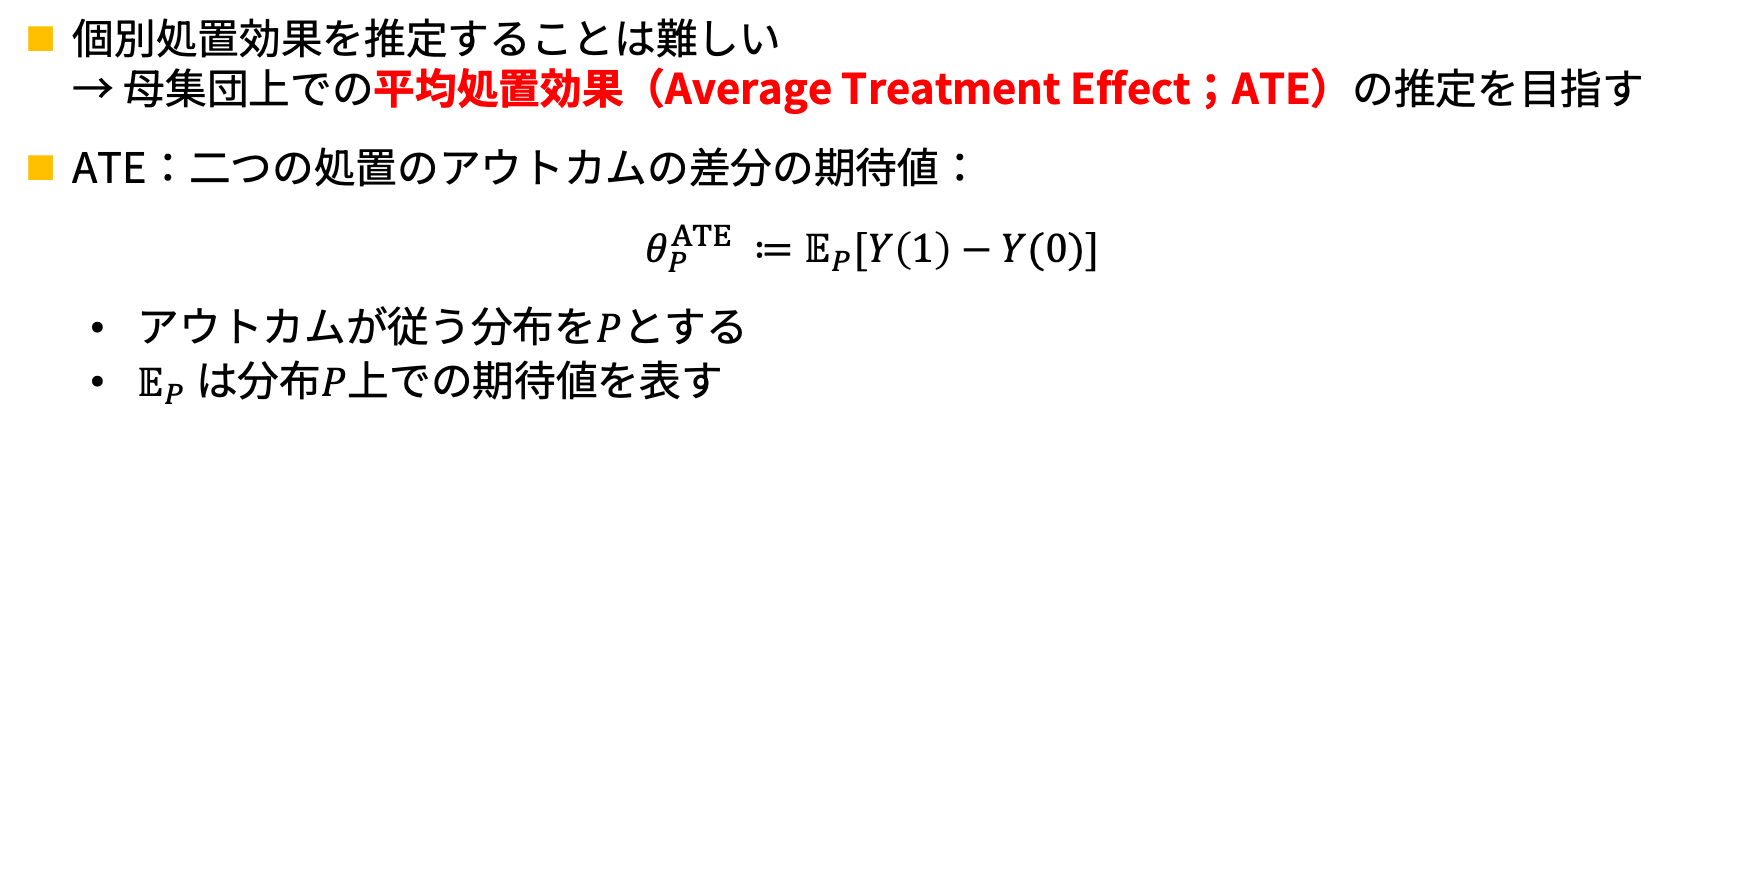 ■ 個別処置効果を推定することは難しい
→ 母集団上での平均処置効果（Average Treatment Effect；ATE）の推定を目指す
■ ATE：二つの処置のアウトカムの差分の期待値：
θ_P^ATE ≔ 𝔼_P[Y(1) − Y(0)]
• アウトカムが従う分布をPとする
• 𝔼_P は分布P上での期待値を表す